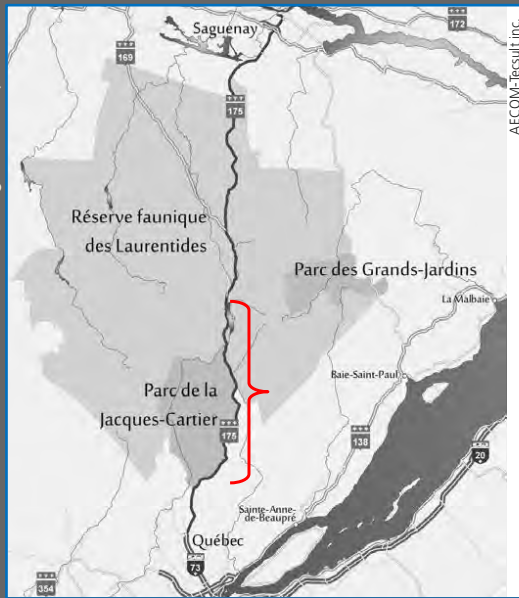 Saguenay
172
169
175
Réserve faunique
des Laurentides
Parc des Grands-Jardins
La Malbaie
Parc de la
Jacques-Cartier
Baie-Saint-Paul
175
138
20
Sainte-Anne-
de-Beaupré
Québec
73
354
AECOM-Tecsult inc.